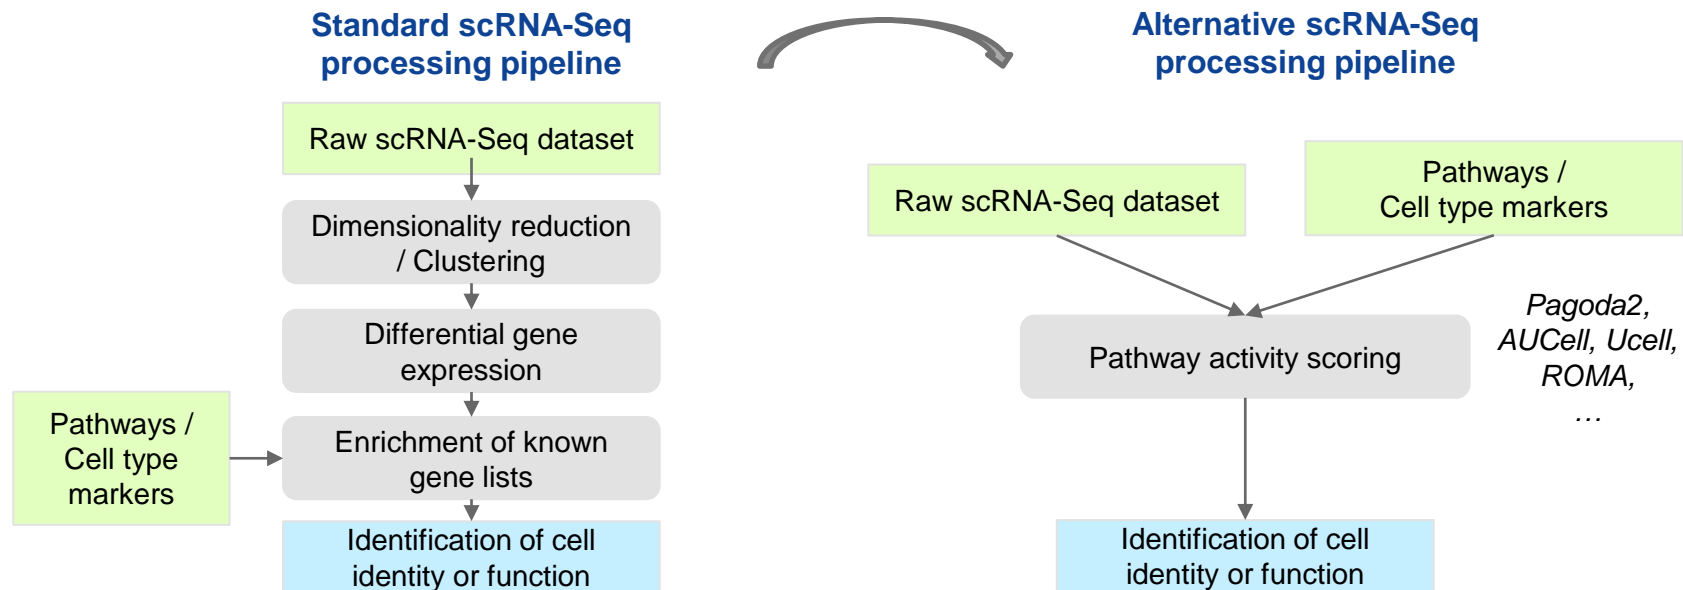 Standard scRNA-Seq
processing pipeline
Raw scRNA-Seq dataset
Dimensionality reduction
/ Clustering
Differential gene
expression
Pathways /
Cell type
markers
Enrichment of known
gene lists
Identification of cell
identity or function
Alternative scRNA-Seq
processing pipeline
Raw scRNA-Seq dataset
Pathways /
Cell type markers
Pathway activity scoring
Pagoda2,
AUCell, Ucell,
ROMA,
…
Identification of cell
identity or function